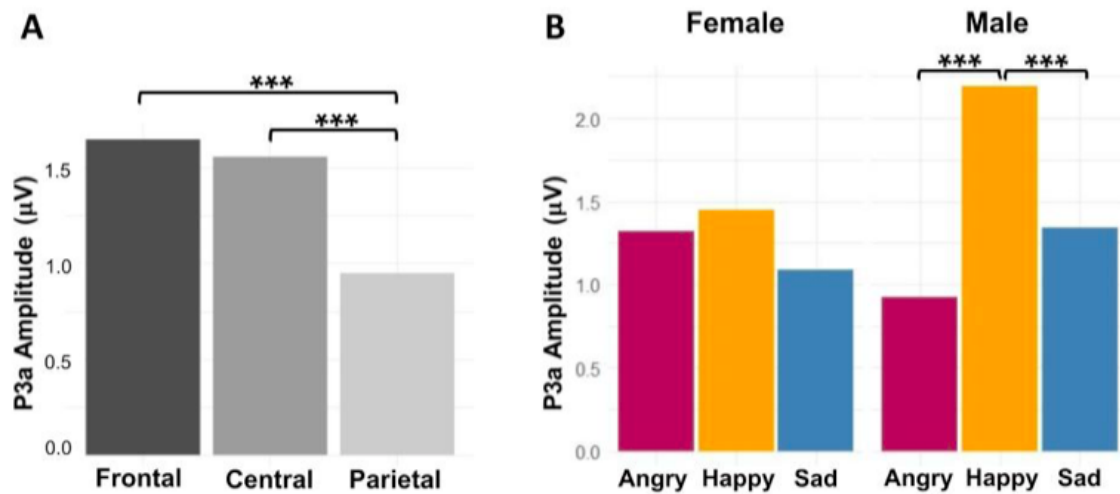 A
***
***
P3a Amplitude (µV)
1.5
1.0
0.5
0.0
Frontal Central Parietal
B
Female Male
*** ***
P3a Amplitude (µV)
2.0
1.5
1.0
0.5
0.0
Angry Happy Sad Angry Happy Sad